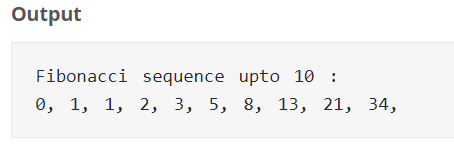 Output
Fibonacci sequence upto 10 :
0, 1, 1, 2, 3, 5, 8, 13, 21, 34,